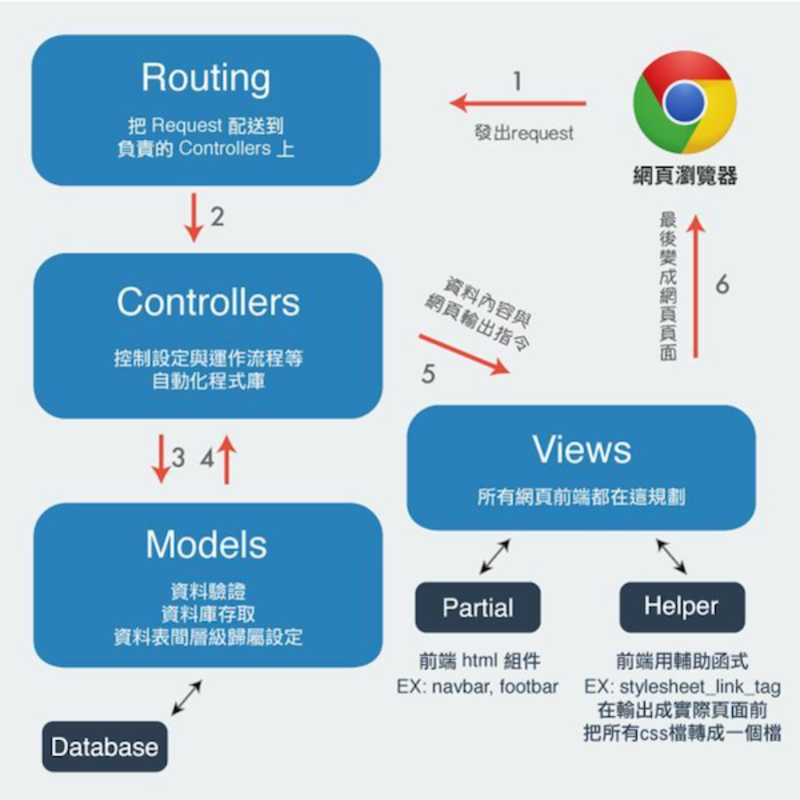 Routing
把 Request 配送到
負責的 Controllers 上
1
發出request
網頁瀏覽器
2
Controllers
控制設定與運作流程等
自動化程式庫
資料內容與
網頁輸出指令
5
最後變成網頁頁面
6
3 4
Models
資料驗證
資料庫存取
資料表間層級歸屬設定
Views
所有網頁前端都在這規劃
Partial
前端 html 組件
EX: navbar, footbar
Helper
前端用輔助函式
EX: stylesheet_link_tag
在輸出成實際頁面前
把所有css檔轉成一個檔
Database